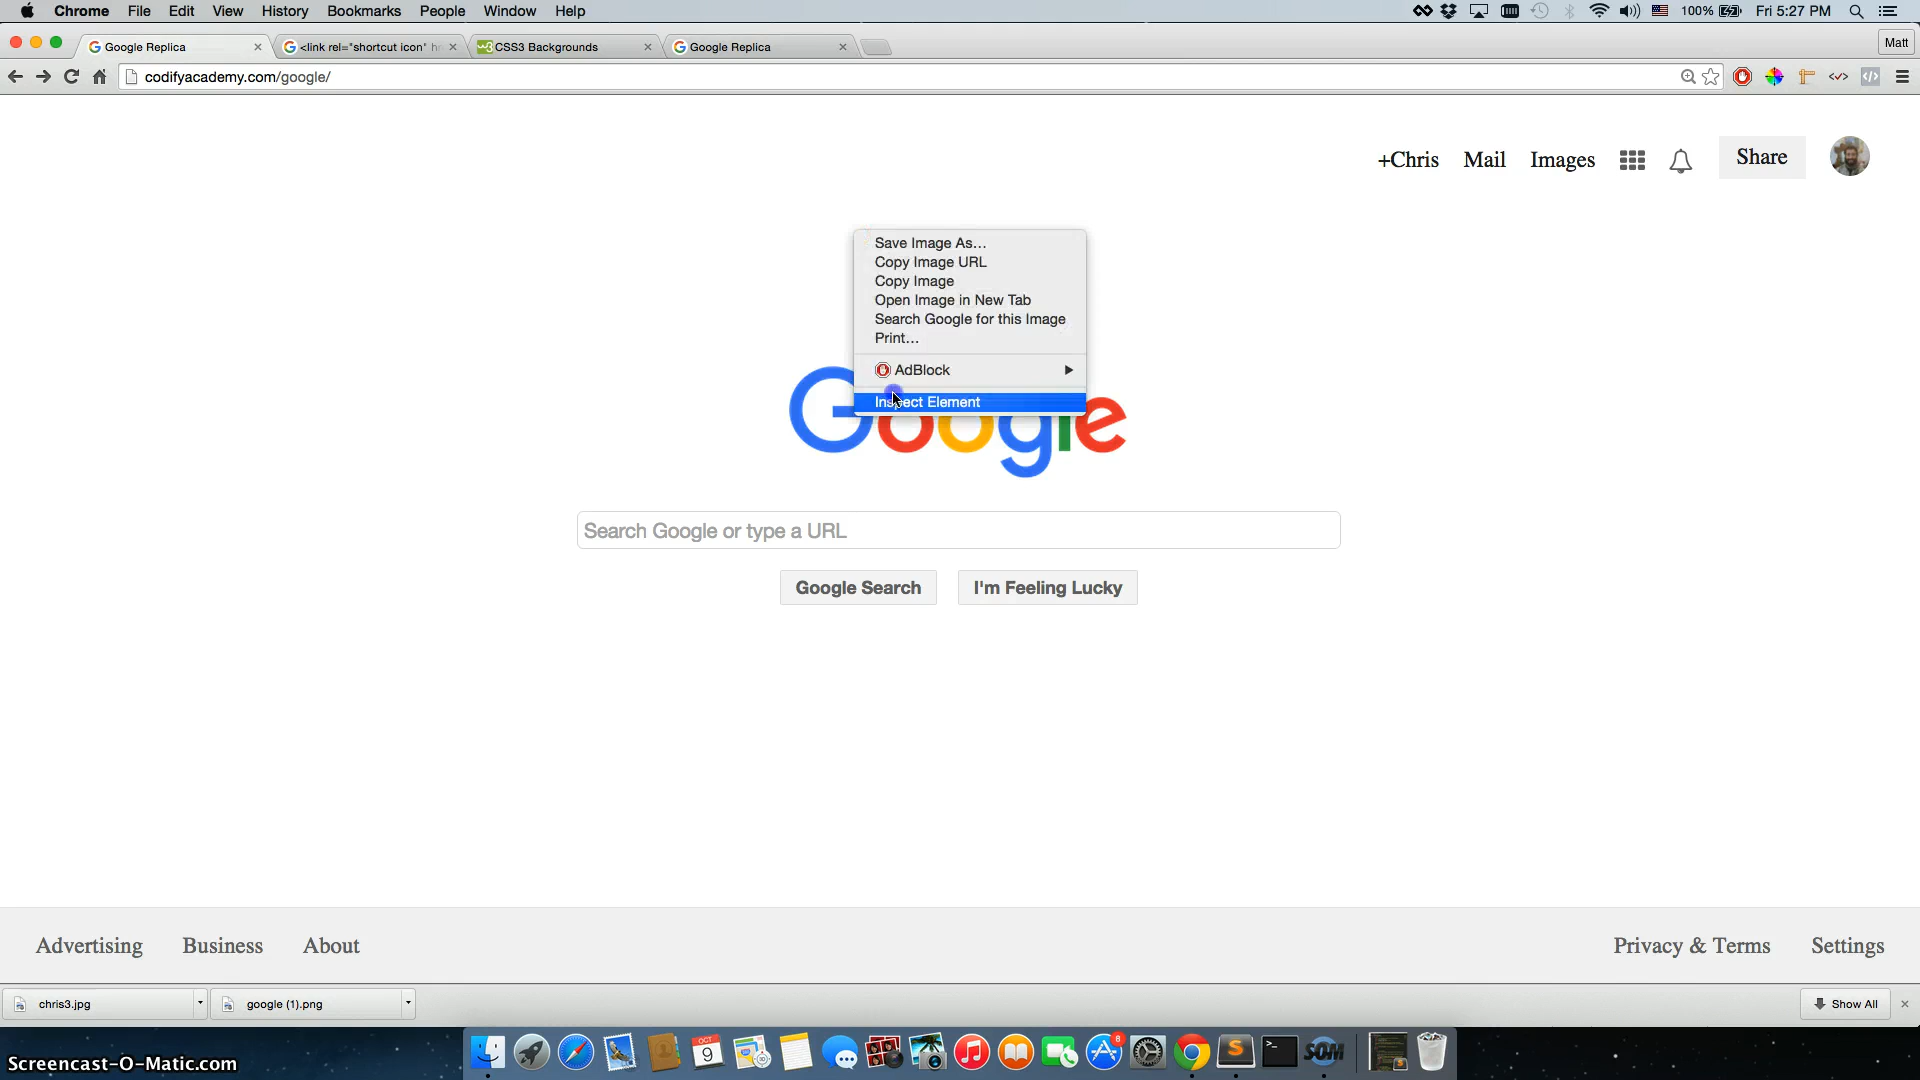 Chrome File Edit View History Bookmarks People Window Help 100% Fri 5:27 PM
Google Replica <link rel="shortcut icon" h CSS3 Backgrounds Google Replica Matt
codifyacademy.com/google/
+Chris Mail Images Share
Save Image As...
Copy Image URL
Copy Image
Open Image in New Tab
Search Google for this Image
Print...
AdBlock
Inspect Element
Google
Search Google or type a URL
Google Search I'm Feeling Lucky
Advertising Business About Privacy & Terms Settings
chris3.jpg google (1).png Show All
OCT
9
8
S
>_
SOM
Screencast-O-Matic.com